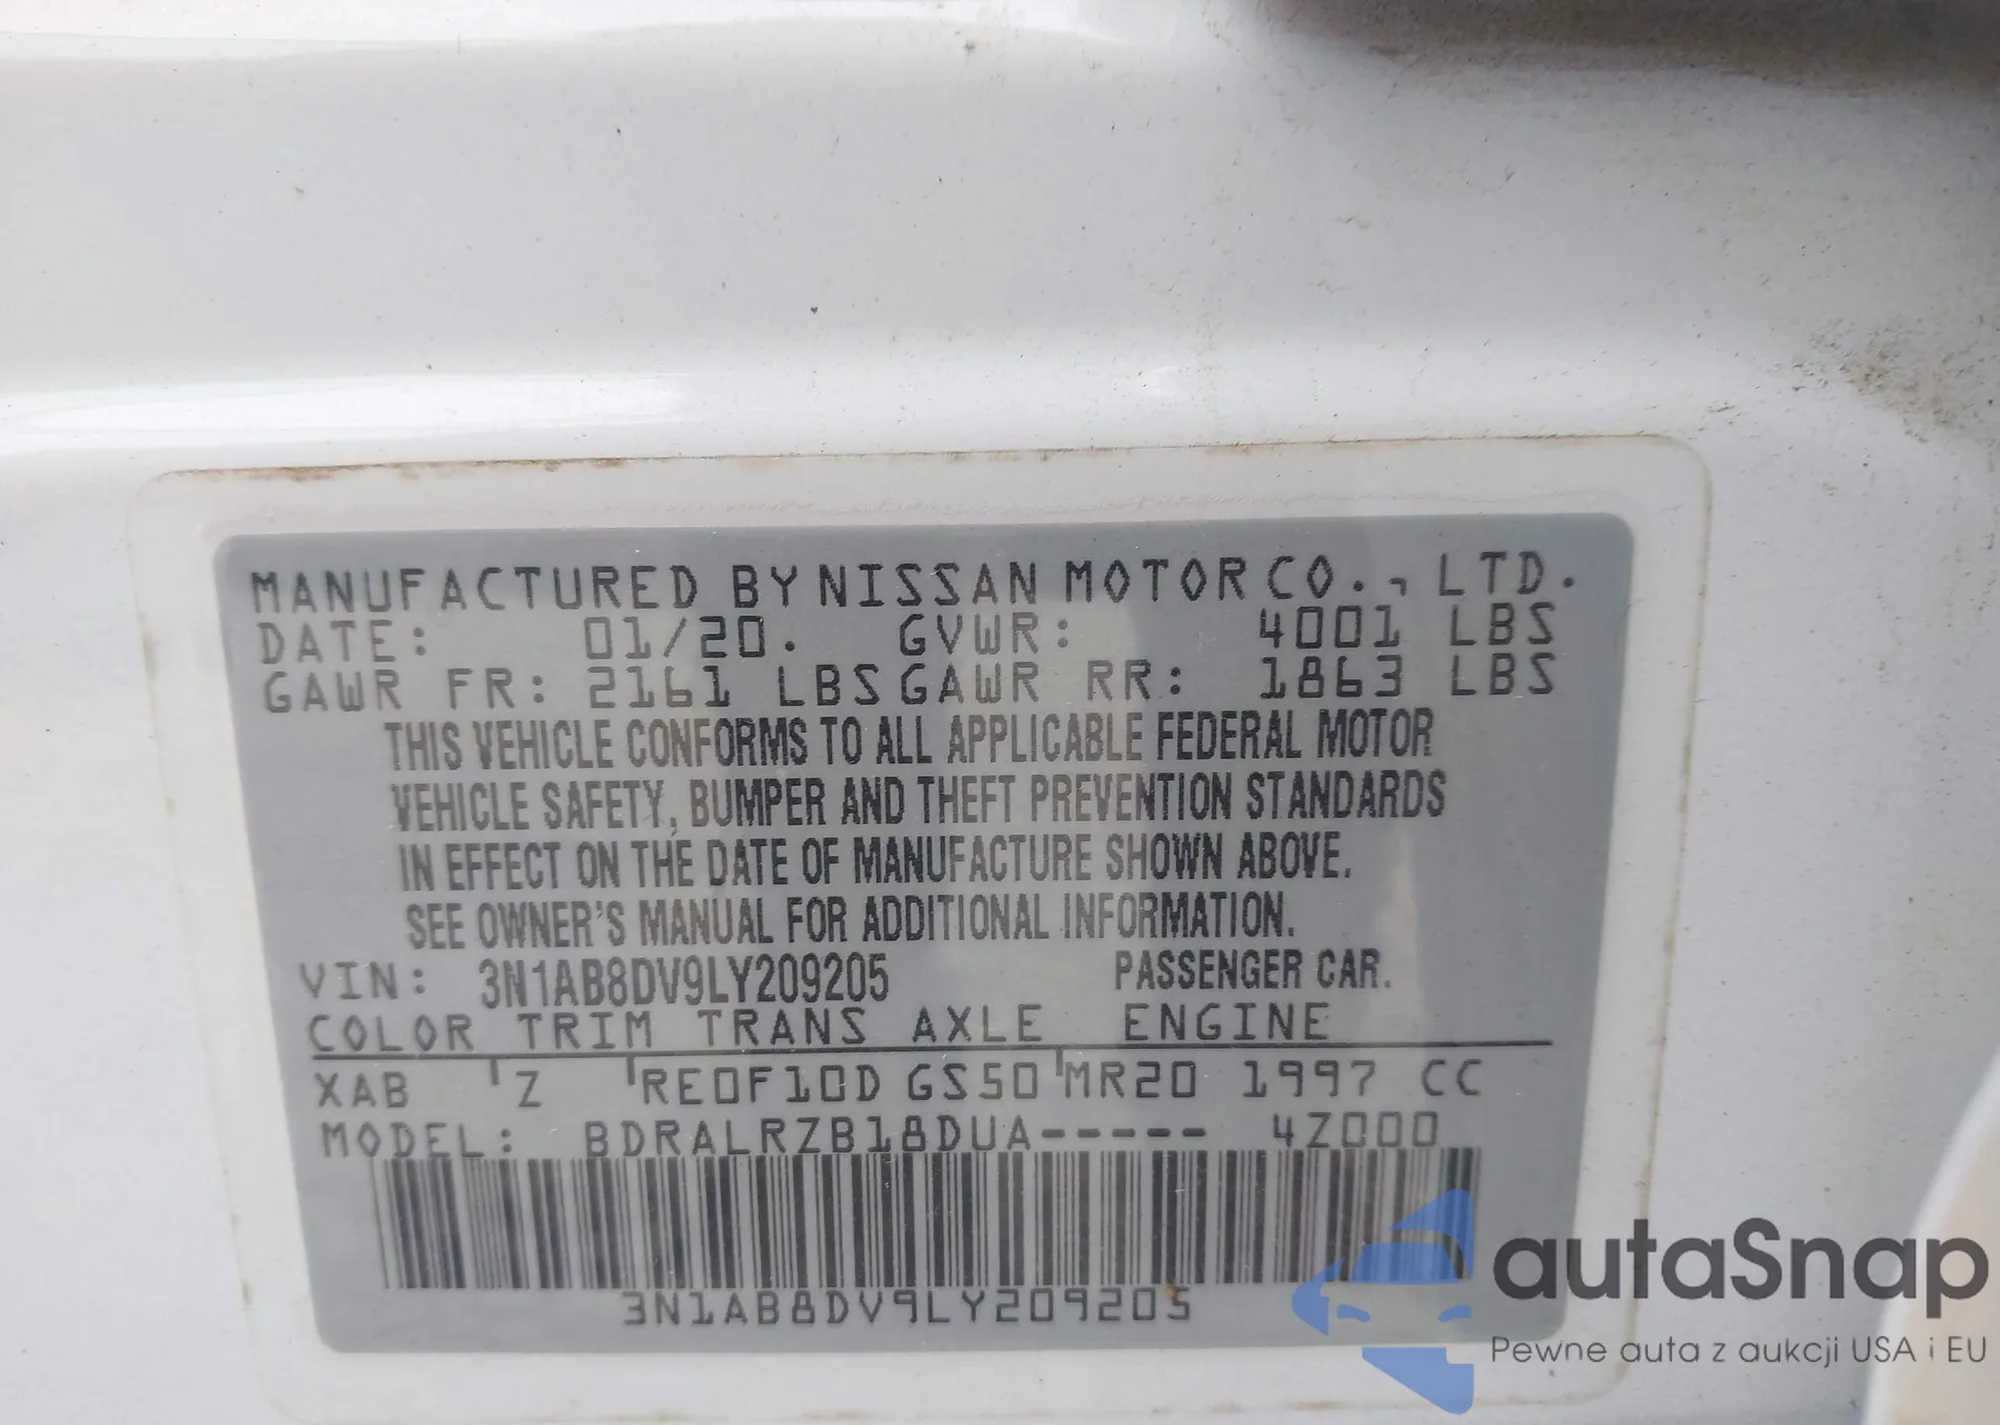 MANUFACTURED BY NISSAN MOTOR CO., LTD.
DATE: 01/20. GVWR: 4001 LBS
GAWR FR: 2161 LBS GAWR RR: 1863 LBS
THIS VEHICLE CONFORMS TO ALL APPLICABLE FEDERAL MOTOR
VEHICLE SAFETY, BUMPER AND THEFT PREVENTION STANDARDS
IN EFFECT ON THE DATE OF MANUFACTURE SHOWN ABOVE.
SEE OWNER'S MANUAL FOR ADDITIONAL INFORMATION.
VIN: 3N1AB8DV9LY209205 PASSENGER CAR.
COLOR TRIM TRANS AXLE ENGINE
XAB Z RE0F10D GS50 MR20 1997 CC
MODEL: BDRALRZB18DUA----- 4Z000
3N1AB8DV9LY209205
autaSnap
Pewne auta z aukcji USA i EU